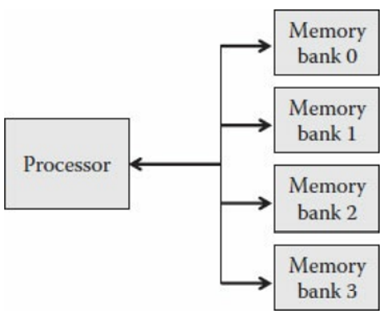 Memory
bank 0
Memory
bank 1
Processor
Memory
bank 2
Memory
bank 3